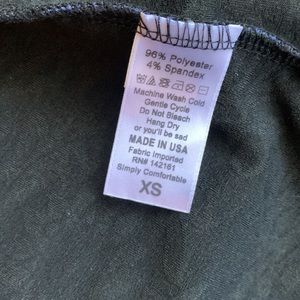 96% Polyester
4% Spandex
Machine Wash Cold
Gentle Cycle
Do Not Bleach
Hang Dry
or you'll be sad
MADE IN USA
Fabric Imported
RN# 142161
Simply Comfortable
XS